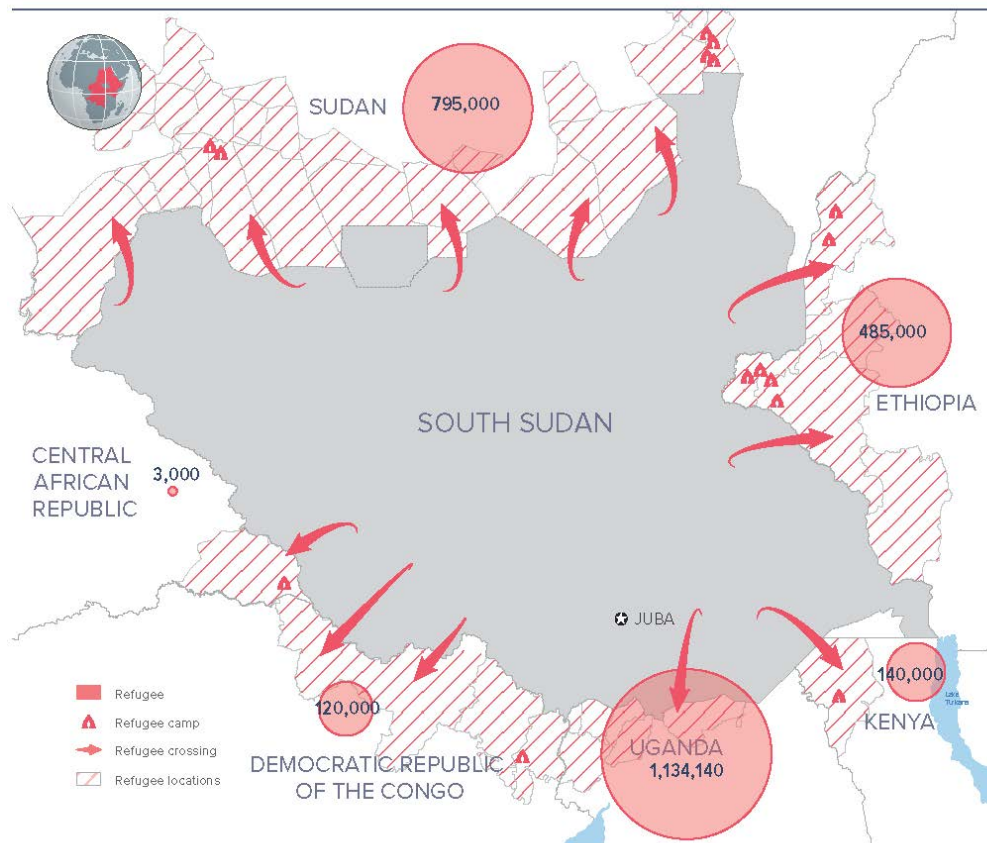 SUDAN
795,000
485,000
ETHIOPIA
SOUTH SUDAN
CENTRAL
AFRICAN
REPUBLIC
3,000
JUBA
140,000
KENYA
Refugee
Refugee camp
Refugee crossing
Refugee locations
120,000
DEMOCRATIC REPUBLIC
OF THE CONGO
UGANDA
1,134,140